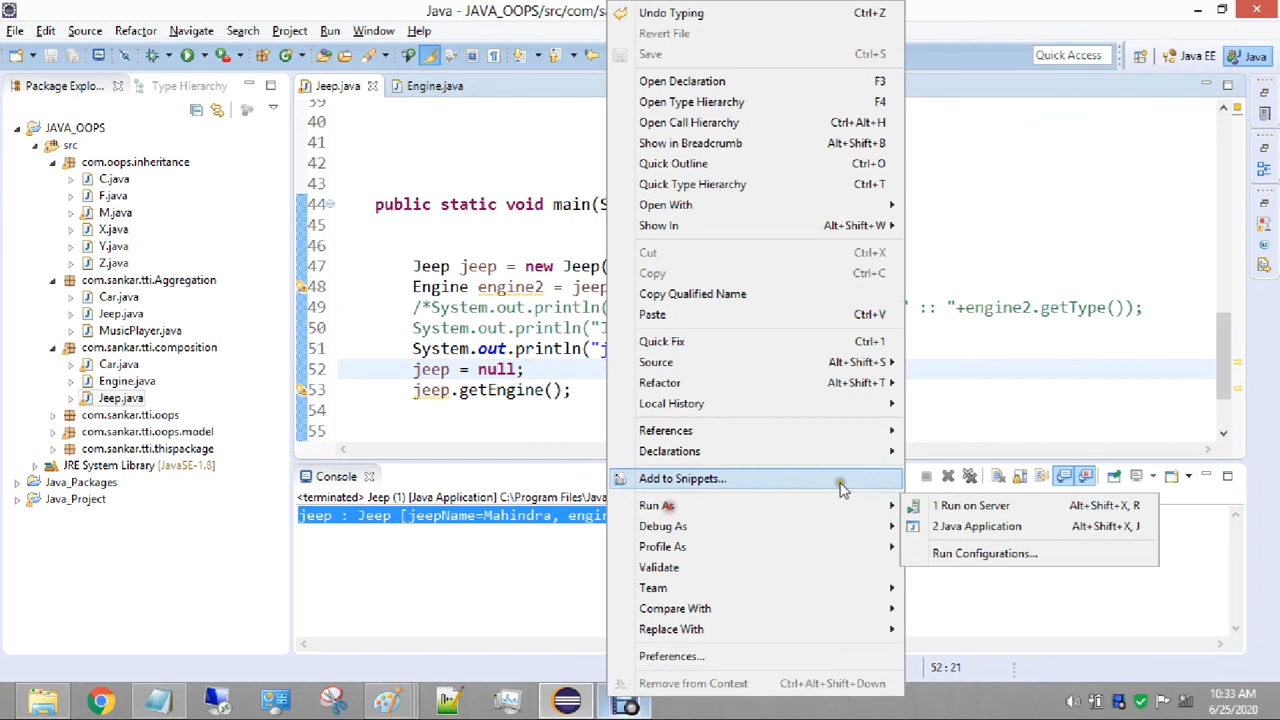 Java - JAVA_OOPS/src/com/sa
File Edit Source Refactor Navigate Search Project Run Window Help
Quick Access Java EE Java
Package Explo... Type Hierarchy
JAVA_OOPS
src
com.oops.inheritance
C.java
F.java
M.java
X.java
Y.java
Z.java
com.sankar.tti.Aggregation
Car.java
Jeep.java
MusicPlayer.java
com.sankar.tti.composition
Car.java
Engine.java
Jeep.java
com.sankar.tti.oops
com.sankar.tti.oops.model
com.sankar.tti.thispackage
JRE System Library [JavaSE-1.8]
Java_Packages
Java_Project
Jeep.java Engine.java
39
40
41
42
43
44 public static void main(S
45
46
47 Jeep jeep = new Jeep(
48 Engine engine2 = jeep
49 /*System.out.println( " :: "+engine2.getType());
50 System.out.println("J
51 System.out.println("j
52 jeep = null;
53 jeep.getEngine();
54
55
Console
<terminated> Jeep (1) [Java Application] C:\Program Files\Java
jeep : Jeep [jeepName=Mahindra, engin
Undo Typing Ctrl+Z
Revert File
Save Ctrl+S
Open Declaration F3
Open Type Hierarchy F4
Open Call Hierarchy Ctrl+Alt+H
Show in Breadcrumb Alt+Shift+B
Quick Outline Ctrl+O
Quick Type Hierarchy Ctrl+T
Open With
Show In Alt+Shift+W
Cut Ctrl+X
Copy Ctrl+C
Copy Qualified Name
Paste Ctrl+V
Quick Fix Ctrl+1
Source Alt+Shift+S
Refactor Alt+Shift+T
Local History
References
Declarations
Add to Snippets...
Run As
Debug As
Profile As
Validate
Team
Compare With
Replace With
Preferences...
Remove from Context Ctrl+Alt+Shift+Down
1 Run on Server Alt+Shift+X, R
2 Java Application Alt+Shift+X, J
Run Configurations...
52 : 21
10:33 AM
6/25/2020